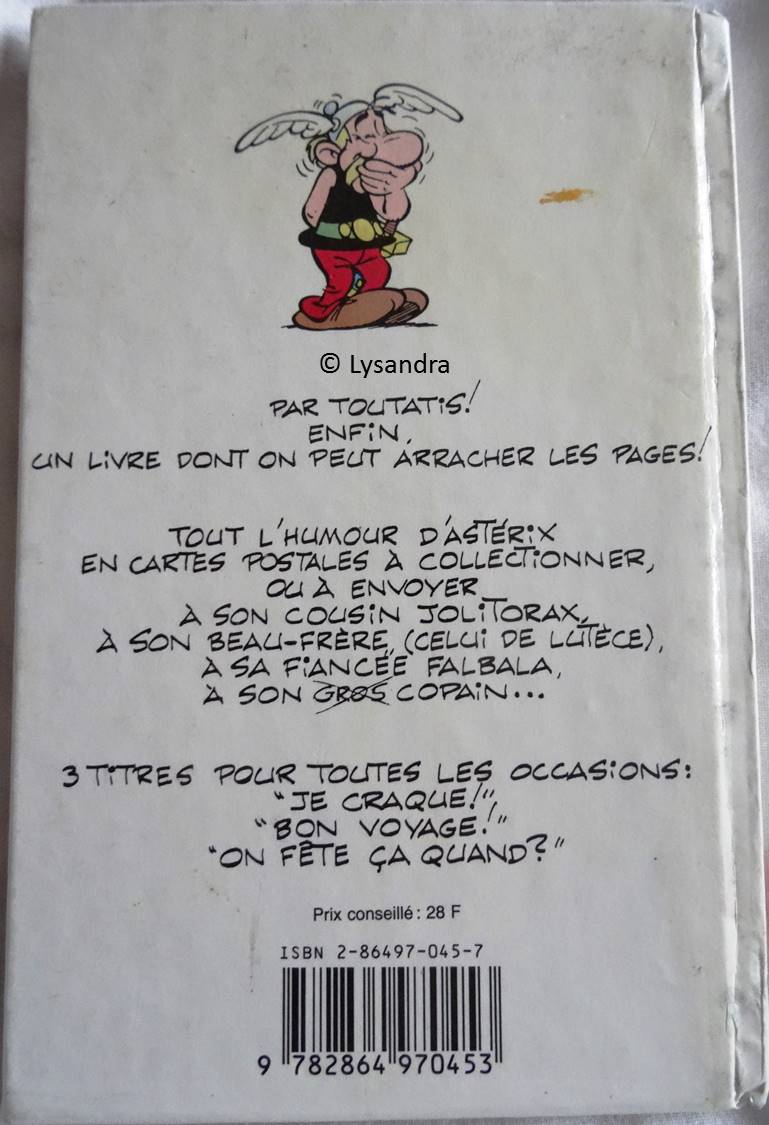 © Lysandra
PAR TOUTATIS!
ENFIN,
UN LIVRE DONT ON PEUT ARRACHER LES PAGES!
TOUT L'HUMOUR D'ASTÉRIX
EN CARTES POSTALES À COLLECTIONNER,
OU À ENVOYER
À SON COUSIN JOLITORAX,
À SON BEAU-FRÈRE, (CELUI DE LUTÈCE),
À SA FIANCÉE FALBALA,
À SON GROS COPAIN...
3 TITRES POUR TOUTES LES OCCASIONS:
"JE CRAQUE!",
"BON VOYAGE!"
"ON FÊTE ÇA QUAND?"
Prix conseillé : 28 F
ISBN 2-86497-045-7
9 782864 970453